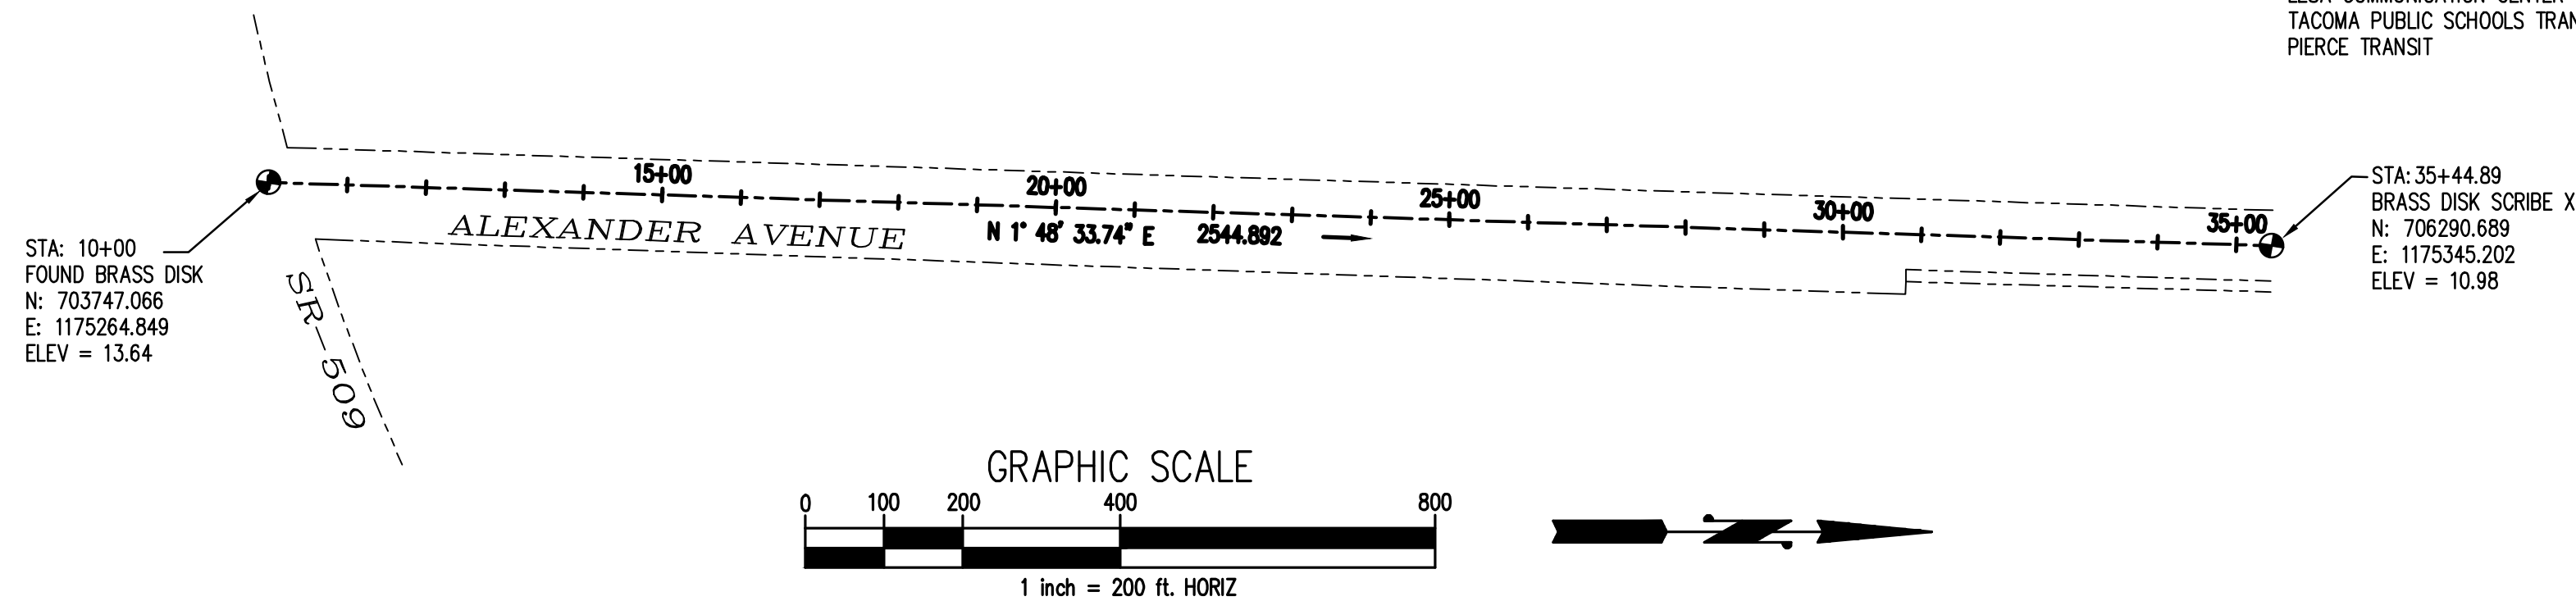 TACOMA PUBLIC SCHOOLS
PIERCE TRANSIT
15+00
20+00
25+00
30+00
35+00
STA: 35+44.89
BRASS DISK SCRIBE X
N: 706290.689
E: 1175345.202
ELEV = 10.98
ALEXANDER AVENUE
N 1° 48' 33.74" E 2544.892
STA: 10+00
FOUND BRASS DISK
N: 703747.066
E: 1175264.849
ELEV = 13.64
SR-509
GRAPHIC SCALE
0 100 200 400 800
1 inch = 200 ft. HORIZ